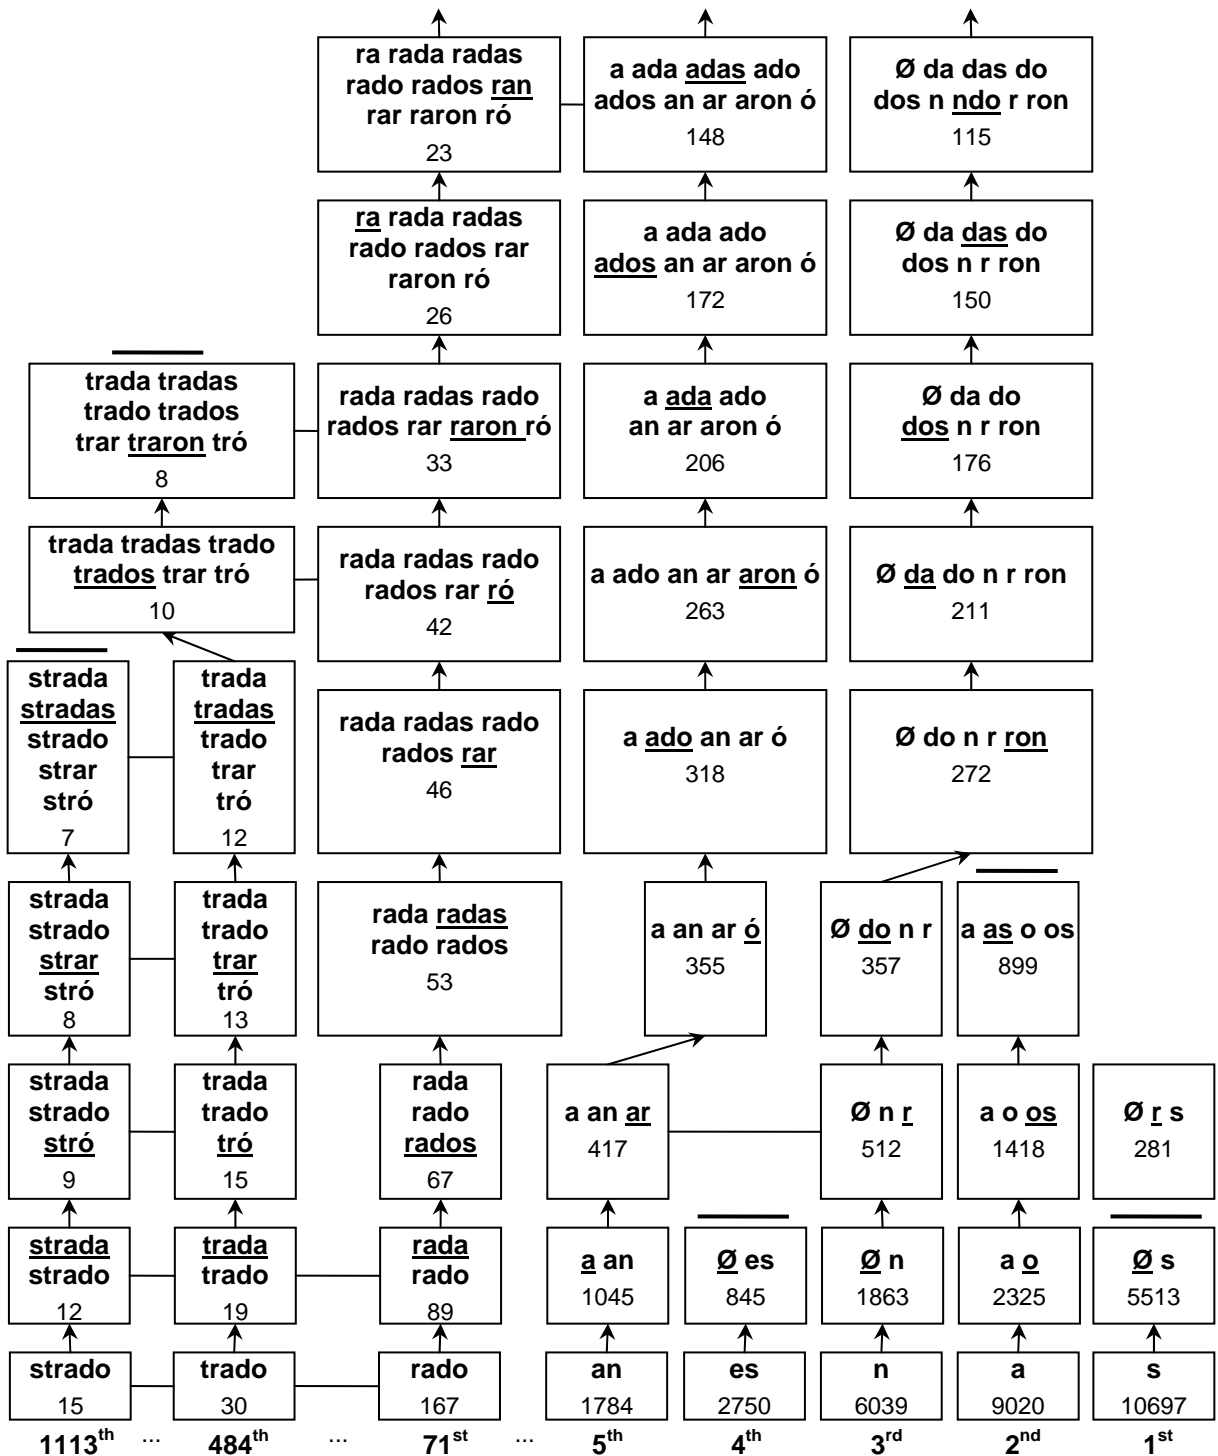 ra rada radas
rado rados ran
rar raron ró
23
a ada adas ado
ados an ar aron ó
148
Ø da das do
dos n ndo r ron
115
ra rada radas
rado rados rar
raron ró
26
a ada ado
ados an ar aron ó
172
Ø da das do
dos n r ron
150
trada tradas
trado trados
trar traron tró
8
rada radas rado
rados rar raron ró
33
a ada ado
an ar aron ó
206
Ø da do
dos n r ron
176
trada tradas trado
trados trar tró
10
rada radas rado
rados rar ró
42
a ado an ar aron ó
263
Ø da do n r ron
211
strada
stradas
strado
strar
stró
7
trada
tradas
trado
trar
tró
12
rada radas rado
rados rar
46
a ado an ar ó
318
Ø do n r ron
272
strada
strado
strar
stró
8
trada
trado
trar
tró
13
rada radas
rado rados
53
a an ar ó
355
Ø do n r
357
a as o os
899
strada
strado
stró
9
trada
trado
tró
15
rada
rado
rados
67
a an ar
417
Ø n r
512
a o os
1418
Ø r s
281
strada
strado
12
trada
trado
19
rada
rado
89
a an
1045
Ø es
845
Ø n
1863
a o
2325
Ø s
5513
strado
15
trado
30
rado
167
an
1784
es
2750
n
6039
a
9020
s
10697
1113th ... 484th ... 71st ... 5th 4th 3rd 2nd 1st